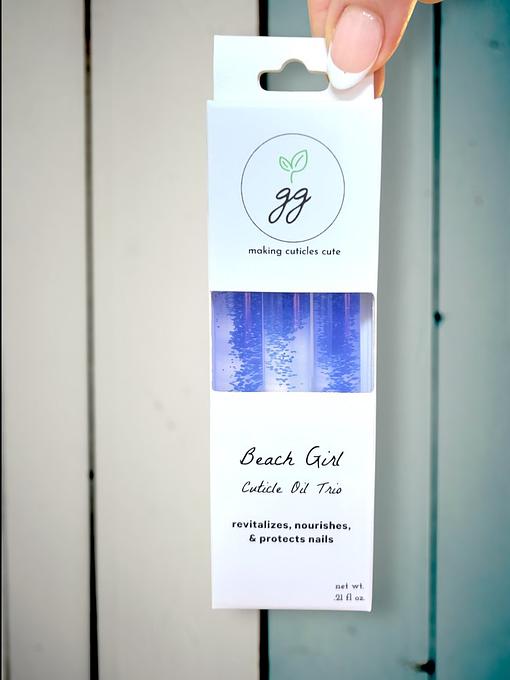 gg
making cuticles cute
Beach Girl
Cuticle Oil Trio
revitalizes, nourishes,
& protects nails
net wt.
.21 fl oz.